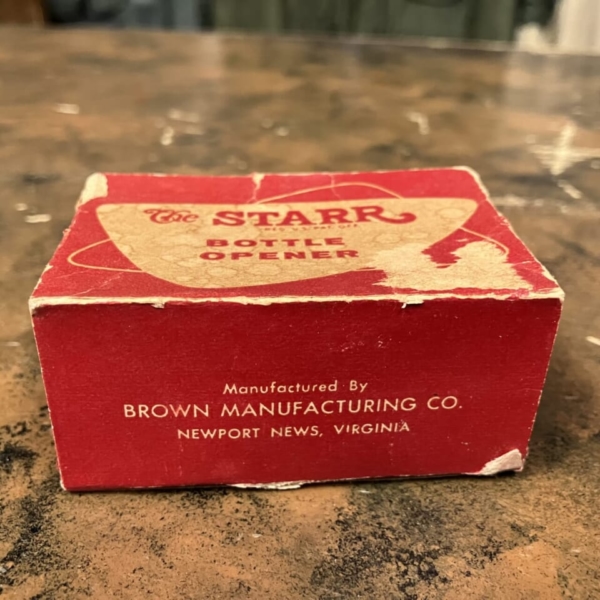 The STARR
BOTTLE
OPENER
Manufactured By
BROWN MANUFACTURING CO.
NEWPORT NEWS, VIRGINIA